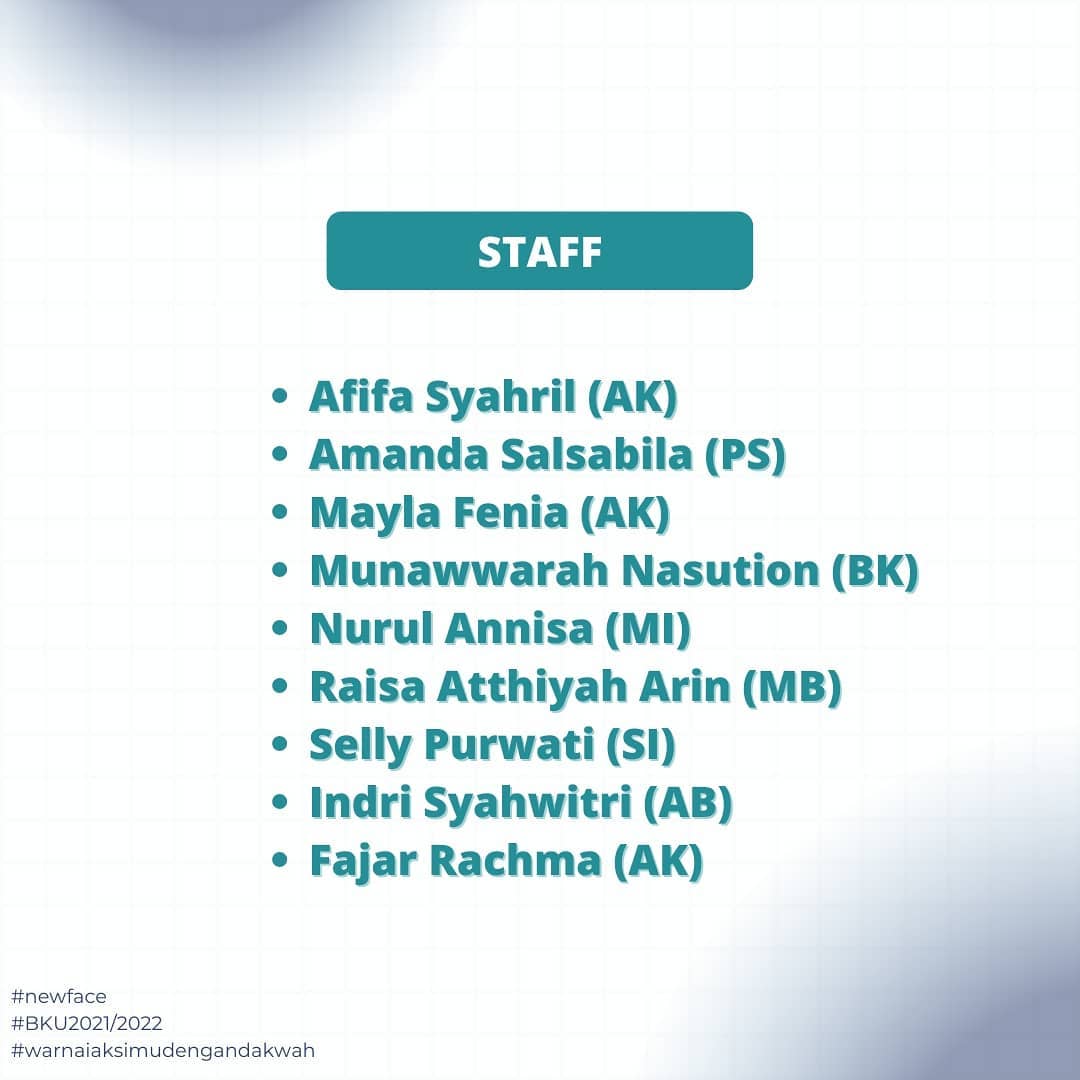 STAFF
• Afifa Syahril (AK)
• Amanda Salsabila (PS)
• Mayla Fenia (AK)
• Munawwarah Nasution (BK)
• Nurul Annisa (MI)
• Raisa Atthiyah Arin (MB)
• Selly Purwati (SI)
• Indri Syahwitri (AB)
• Fajar Rachma (AK)
#newface
#BKU2021/2022
#warnaiaksimudengandakwah